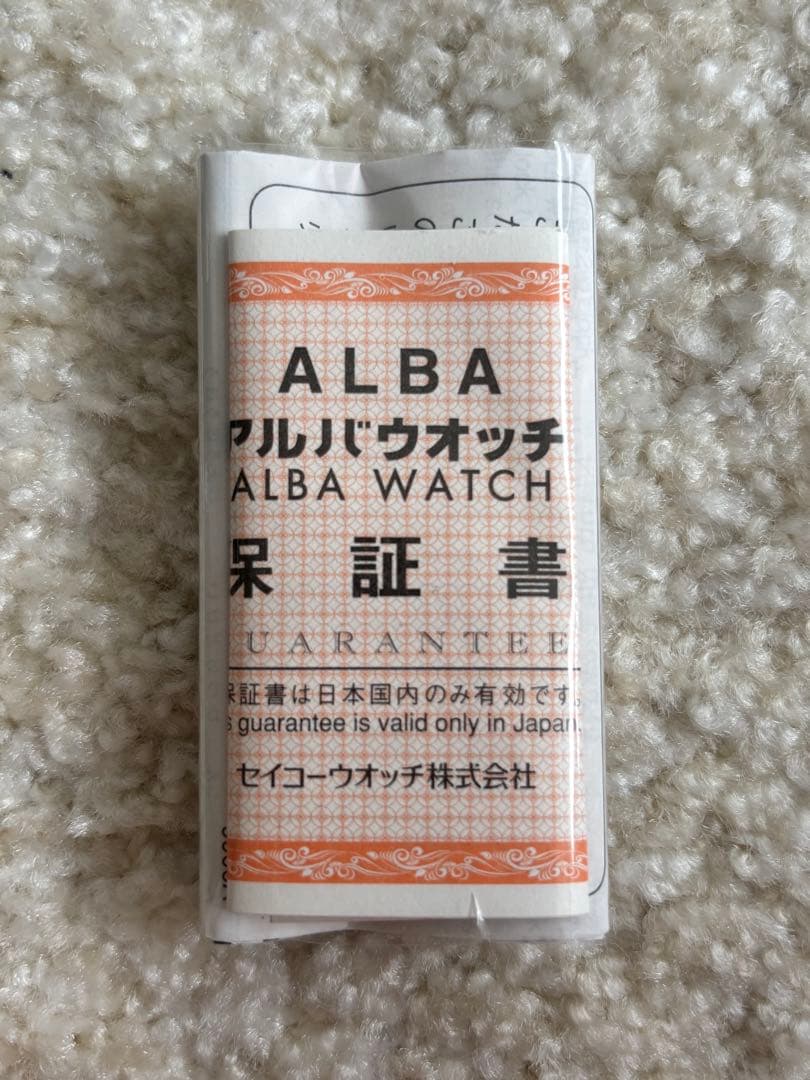 ALBA
アルバウオッチ
ALBA WATCH
保証書
GUARANTEE
保証書は日本国内のみ有効です。
guarantee is valid only in Japan.
セイコーウオッチ株式会社